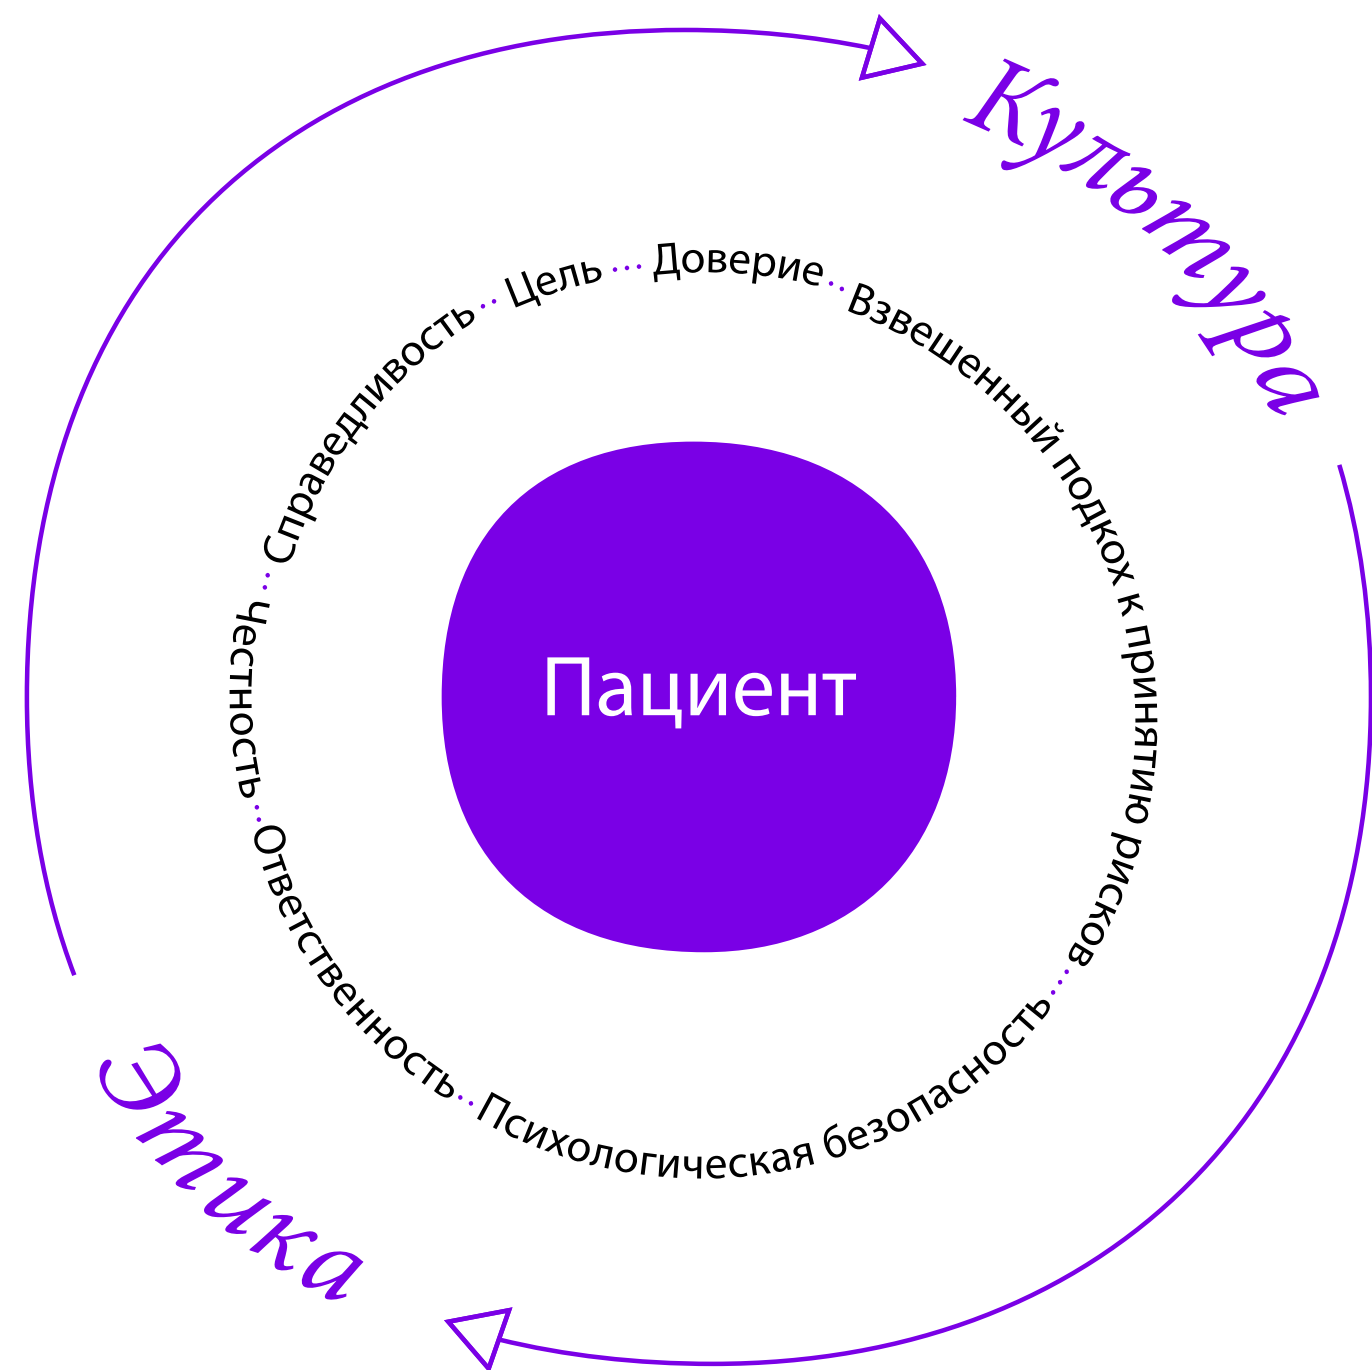 Культура
Цель ... Доверие .. Взвешенный подкох к принятию рисков ... Психологическая безопасность
Ответственность .. Честность .. Справедливость ..
Пациент
Этика